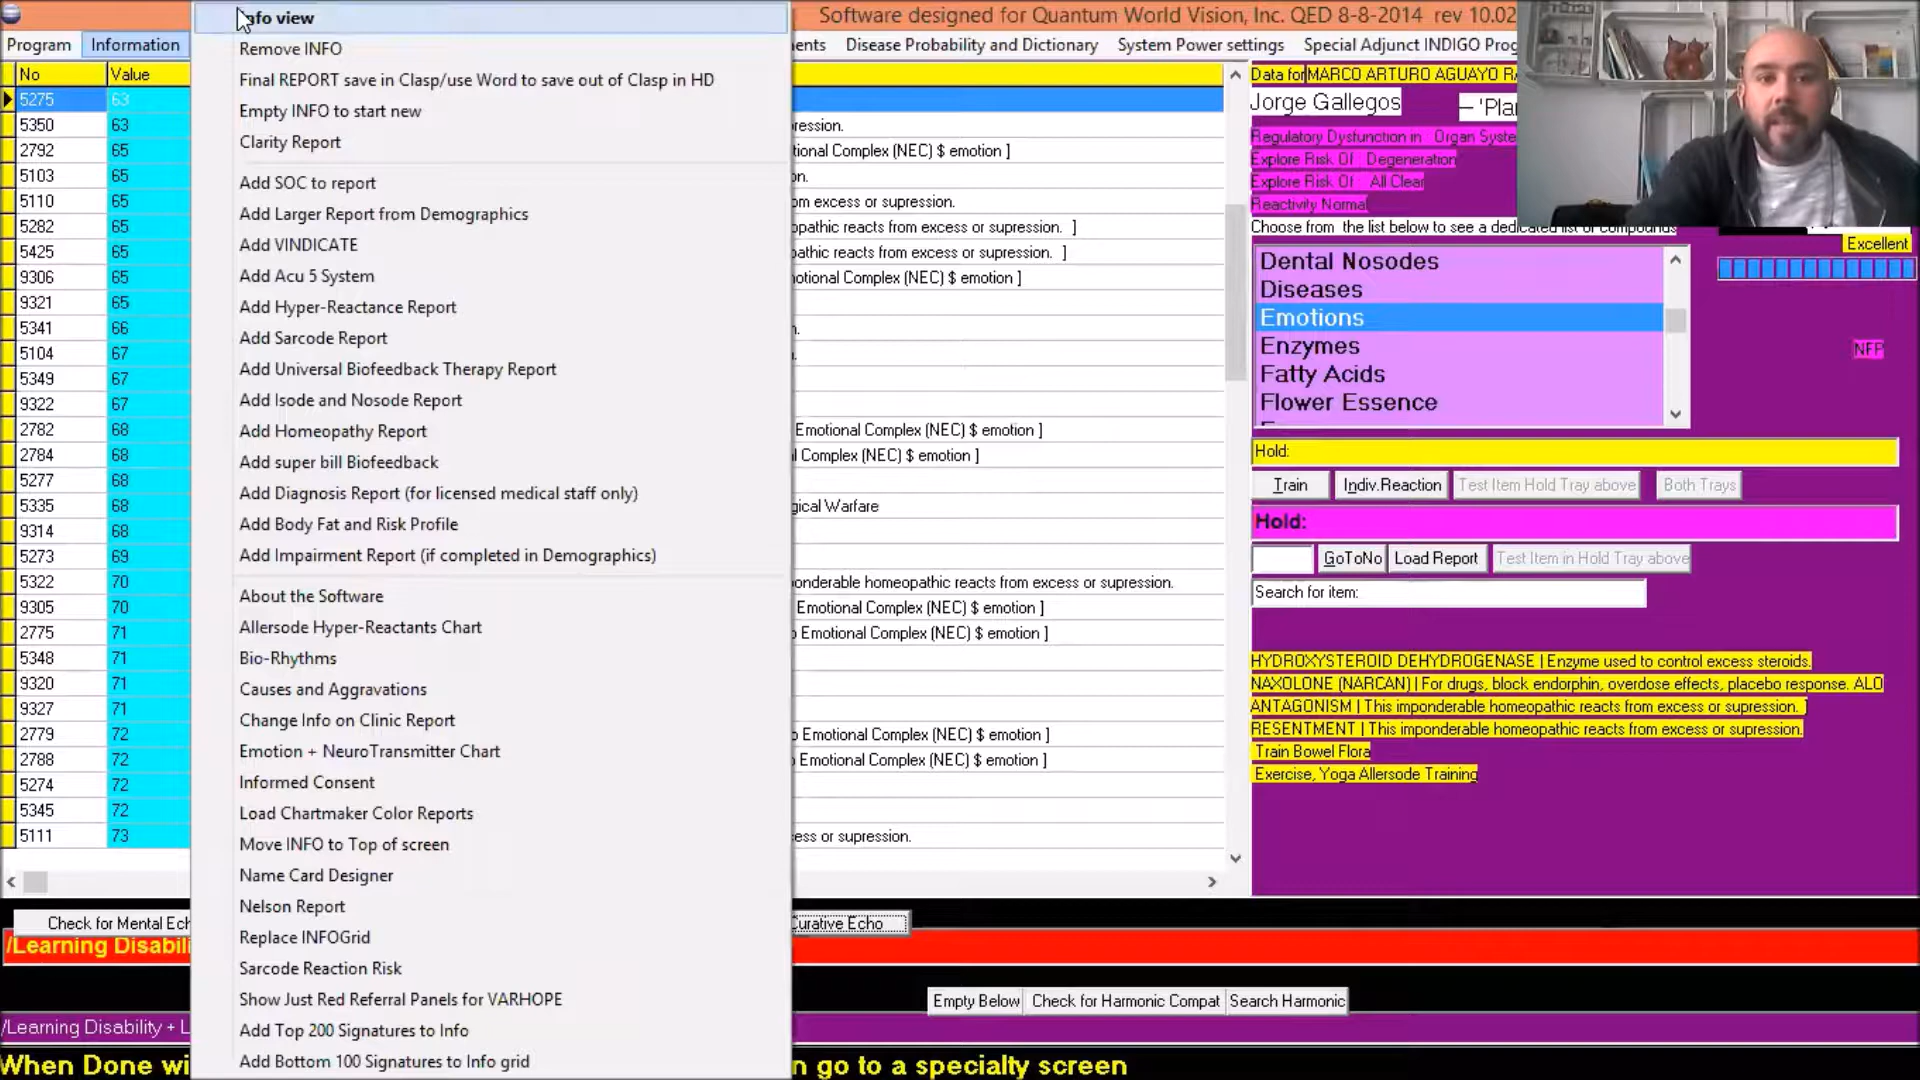 Info view
Software designed for Quantum World Vision, Inc. QED 8-8-2014 rev 10.02
Program
Information
Disease Probability and Dictionary
System Power settings
Special Adjunct INDIGO Prog
No
Value
5275 63
5350 63
2792 65
5103 65
5110 65
5282 65
5425 65
9306 65
9321 65
5341 66
5104 67
5349 67
9322 67
2782 68
2784 68
5277 68
5335 68
9314 68
5273 69
5322 70
9305 70
2775 71
5348 71
9320 71
9327 71
2779 72
2788 72
5274 72
5345 72
5111 73
Remove INFO
Final REPORT save in Clasp/use Word to save out of Clasp in HD
Empty INFO to start new
Clarity Report
Add SOC to report
Add Larger Report from Demographics
Add VINDICATE
Add Acu 5 System
Add Hyper-Reactance Report
Add Sarcode Report
Add Universal Biofeedback Therapy Report
Add Isode and Nosode Report
Add Homeopathy Report
Add super bill Biofeedback
Add Diagnosis Report (for licensed medical staff only)
Add Body Fat and Risk Profile
Add Impairment Report (if completed in Demographics)
About the Software
Allersode Hyper-Reactants Chart
Bio-Rhythms
Causes and Aggravations
Change Info on Clinic Report
Emotion + NeuroTransmitter Chart
Informed Consent
Load Chartmaker Color Reports
Move INFO to Top of screen
Name Card Designer
Nelson Report
Replace INFOGrid
Sarcode Reaction Risk
Show Just Red Referral Panels for VARHOPE
Add Top 200 Signatures to Info
Add Bottom 100 Signatures to Info grid
ression.
tional Complex (NEC) $ emotion ]
on.
om excess or supression.
opathic reacts from excess or supression. ]
pathic reacts from excess or supression. ]
otional Complex (NEC) $ emotion ]
Emotional Complex (NEC) $ emotion ]
l Complex (NEC) $ emotion ]
gical Warfare
ponderable homeopathic reacts from excess or supression.
Emotional Complex (NEC) $ emotion ]
o Emotional Complex (NEC) $ emotion ]
o Emotional Complex (NEC) $ emotion ]
o Emotional Complex (NEC) $ emotion ]
ess or supression.
Data for MARCO ARTURO AGUAYO RA
Jorge Gallegos
– 'Plan
Regulatory Dysfunction in : Organ Syste
Explore Risk Of : Degeneration
Explore Risk Of : All Clear
Reactivity Normal
Choose from the list below to see a dedicated list of compounds
Excellent
Dental Nosodes
Diseases
Emotions
Enzymes
Fatty Acids
Flower Essence
NFP
Hold:
Train
Indiv.Reaction
Test Item Hold Tray above
Both Trays
Hold:
GoToNo
Load Report
Test Item in Hold Tray above
Search for item:
HYDROXYSTEROID DEHYDROGENASE | Enzyme used to control excess steroids.
NAXOLONE (NARCAN) | For drugs, block endorphin, overdose effects, placebo response. ALO
ANTAGONISM | This imponderable homeopathic reacts from excess or supression. ]
RESENTMENT | This imponderable homeopathic reacts from excess or supression.
Train Bowel Flora
Exercise, Yoga Allersode Training
Check for Mental Ech
Curative Echo
/Learning Disabili
Empty Below
Check for Harmonic Compat
Search Harmonic
/Learning Disability + L
When Done wi
n go to a specialty screen